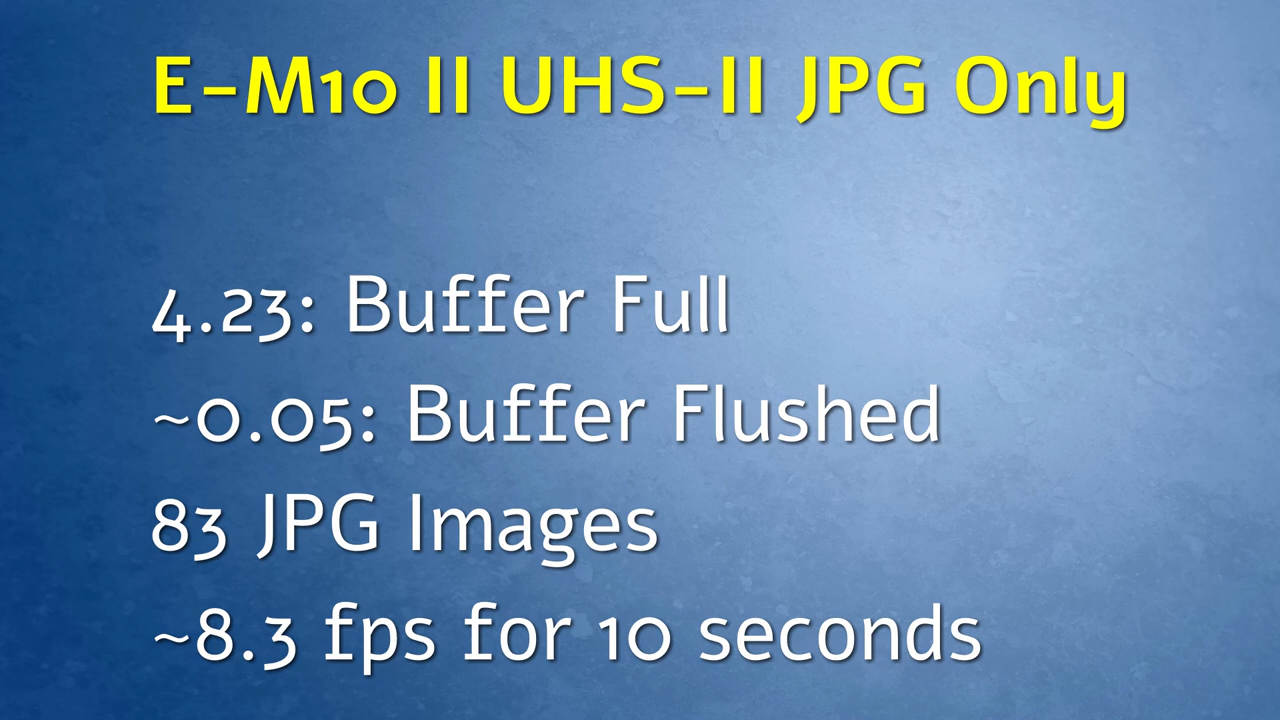 E-M10 II UHS-II JPG Only
4.23: Buffer Full
~0.05: Buffer Flushed
83 JPG Images
~8.3 fps for 10 seconds